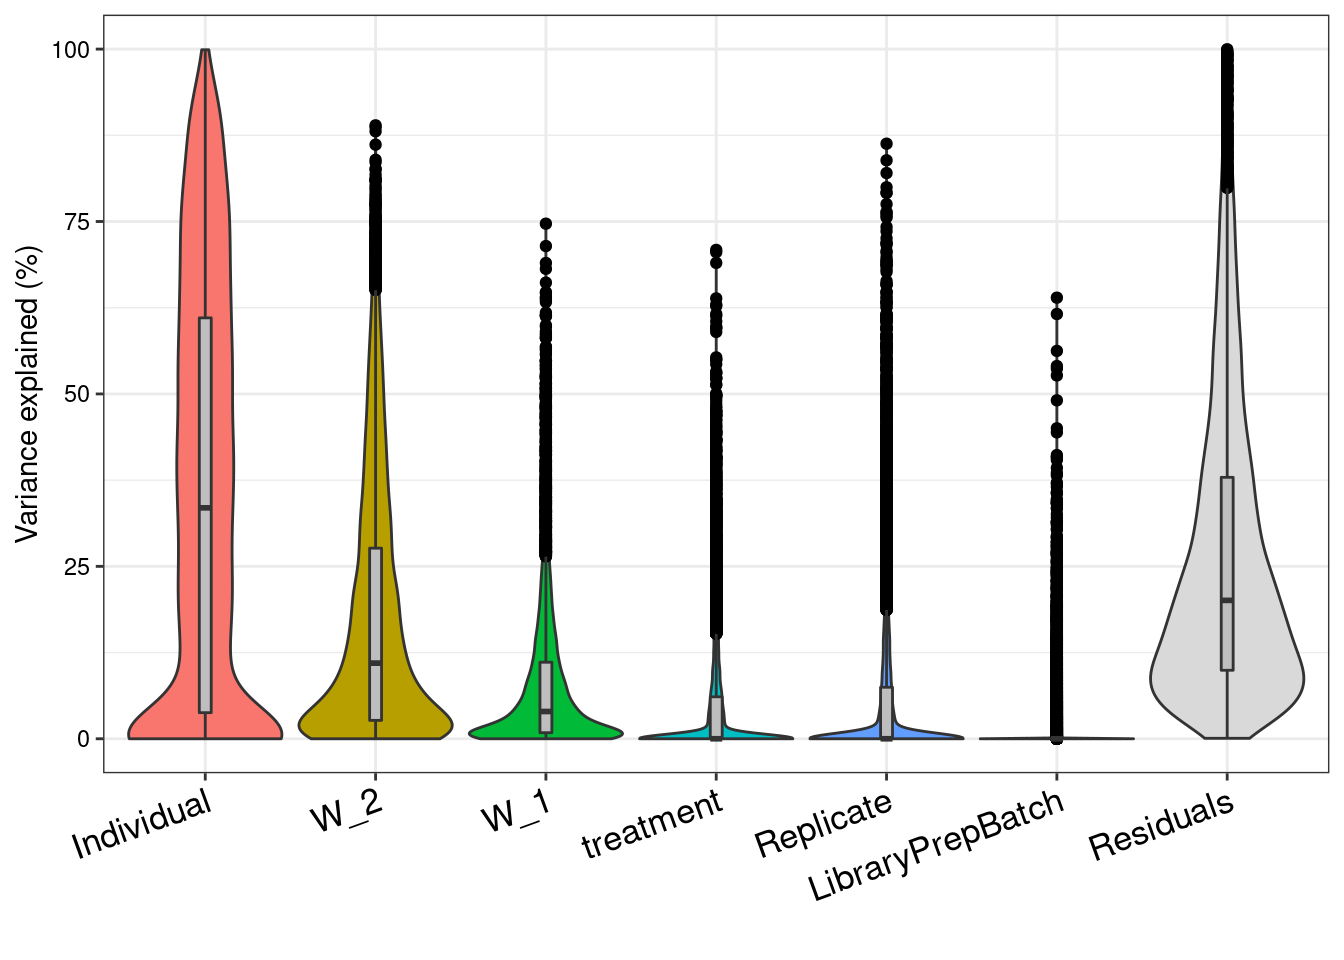 100
75
50
25
0
Variance explained (%)
Individual
W_2
W_1
treatment
Replicate
LibraryPrepBatch
Residuals